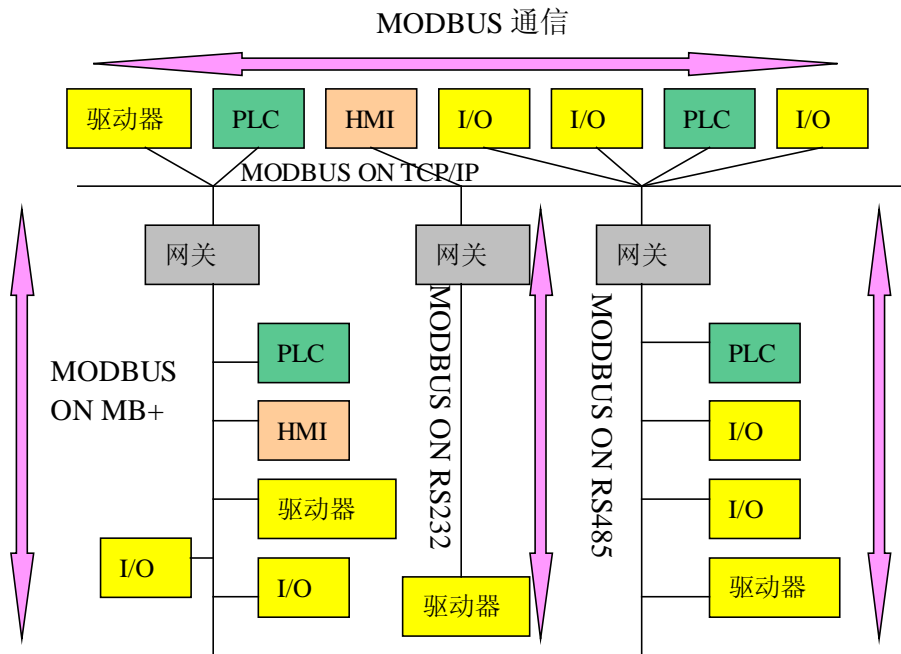 MODBUS 通信
驱动器
PLC
HMI
I/O
I/O
PLC
I/O
MODBUS ON TCP/IP
网关
网关
网关
MODBUS
ON MB+
PLC
HMI
驱动器
I/O
I/O
MODBUS ON RS232
驱动器
MODBUS ON RS485
PLC
I/O
I/O
驱动器